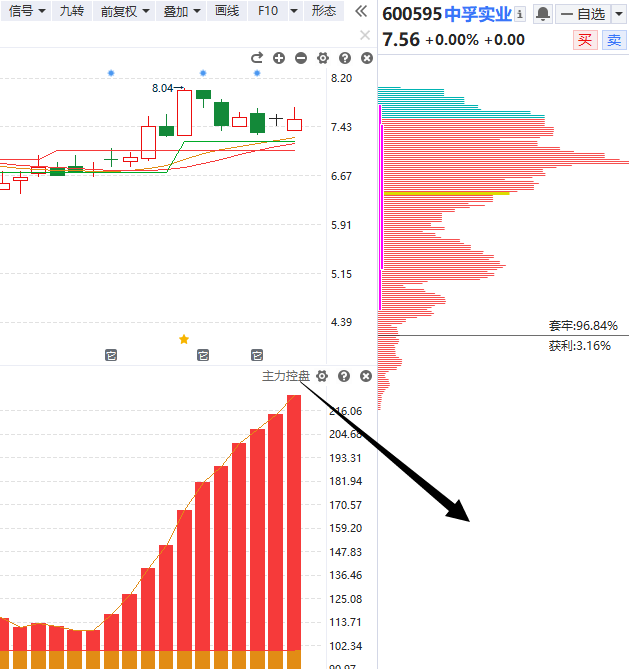 信号 九转 前复权 叠加 画线 F10 形态
600595 中孚实业
自选
7.56 +0.00% +0.00
买 卖
8.20
8.04
7.43
6.67
5.91
5.15
4.39
套牢:96.84%
获利:3.16%
主力控盘
216.06
204.68
193.31
181.94
170.57
159.20
147.83
136.46
125.08
113.71
102.34
90.97